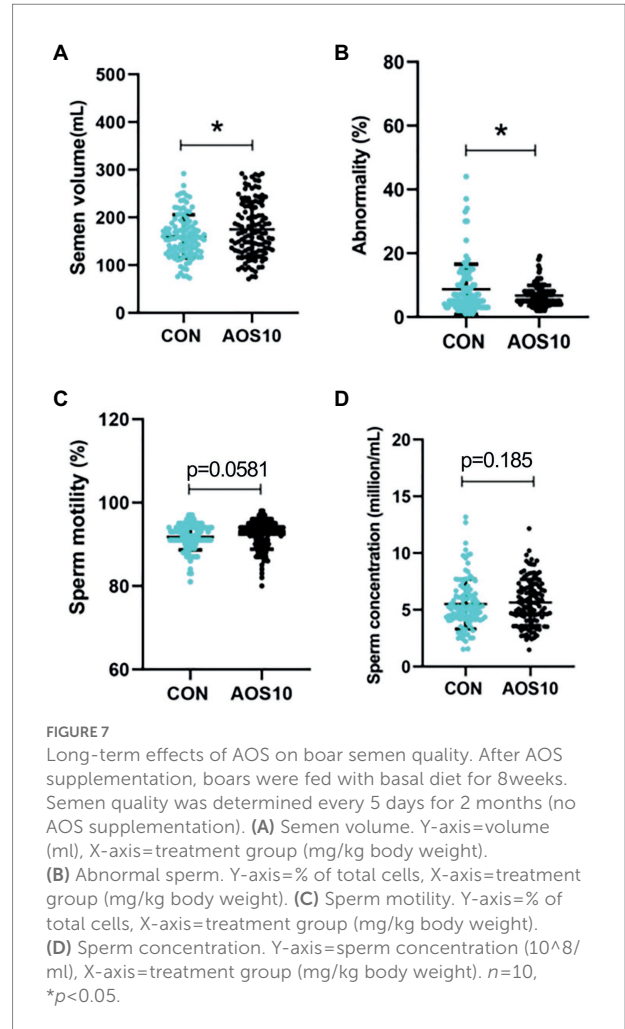 A
Semen volume(mL)
500
400
300
200
100
0
*
CON AOS10
B
Abnormality (%)
80
60
40
20
0
*
CON AOS10
C
Sperm motility (%)
120
100
80
60
p=0.0581
CON AOS10
D
Sperm concentration (million/mL)
20
15
10
5
0
p=0.185
CON AOS10
FIGURE 7
Long-term effects of AOS on boar semen quality. After AOS
supplementation, boars were fed with basal diet for 8weeks.
Semen quality was determined every 5 days for 2 months (no
AOS supplementation). (A) Semen volume. Y-axis=volume
(ml), X-axis=treatment group (mg/kg body weight).
(B) Abnormal sperm. Y-axis=% of total cells, X-axis=treatment
group (mg/kg body weight). (C) Sperm motility. Y-axis=% of
total cells, X-axis=treatment group (mg/kg body weight).
(D) Sperm concentration. Y-axis=sperm concentration (10^8/
ml), X-axis=treatment group (mg/kg body weight). n=10,
*p<0.05.